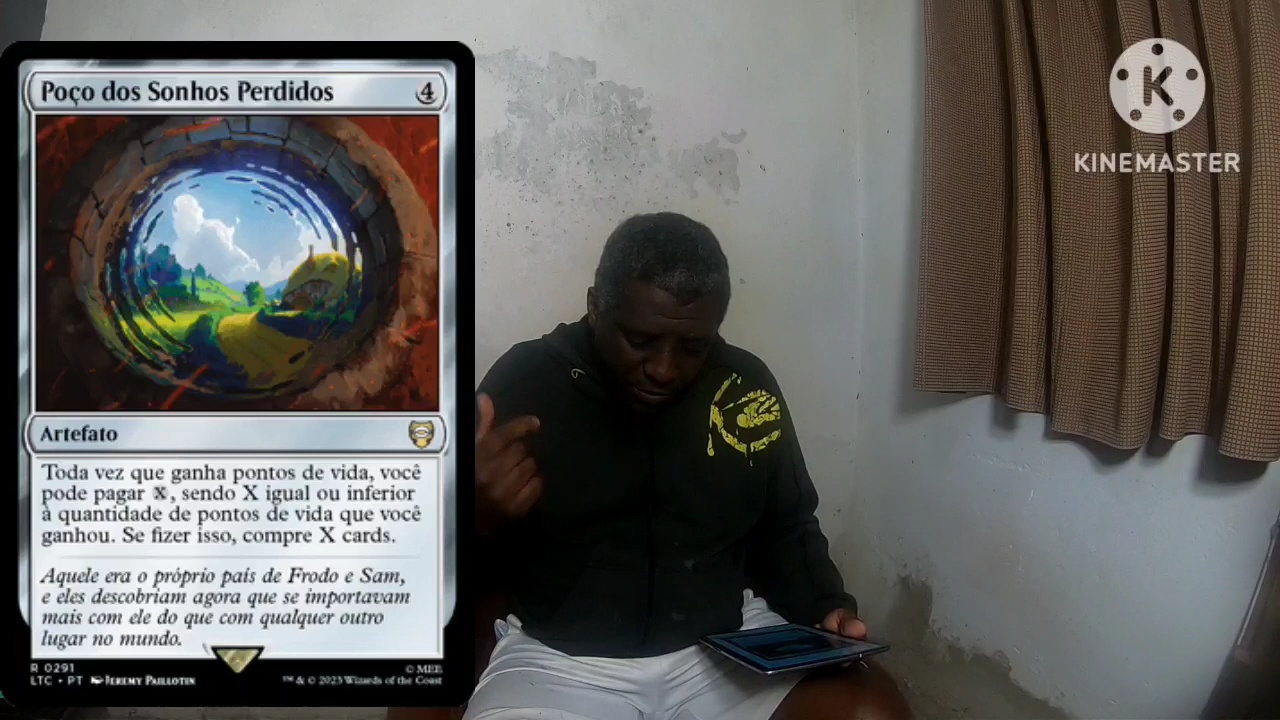 Poço dos Sonhos Perdidos 4
Artefato
Toda vez que ganha pontos de vida, você
pode pagar X, sendo X igual ou inferior
à quantidade de pontos de vida que você
ganhou. Se fizer isso, compre X cards.
Aquele era o próprio país de Frodo e Sam,
e eles descobriam agora que se importavam
mais com ele do que com qualquer outro
lugar no mundo.
R 0291
LTC • PT JEREMY PAILLOTIN
© MEE
™ & © 2023 Wizards of the Coast
K
KINEMASTER